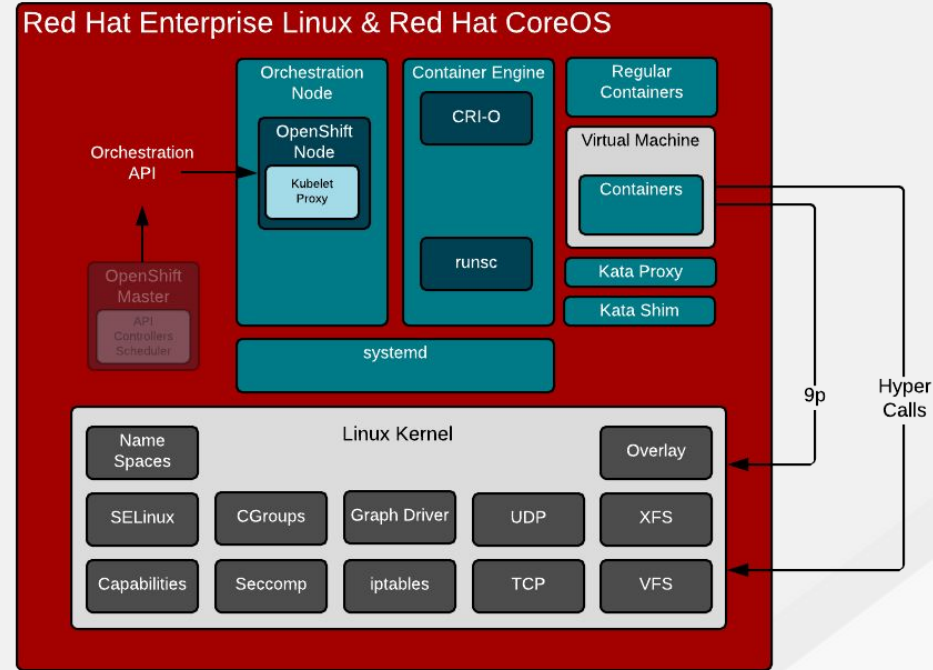 Red Hat Enterprise Linux & Red Hat CoreOS
Orchestration
Node
Container Engine
Regular
Containers
CRI-O
OpenShift
Node
Kubelet
Proxy
Virtual Machine
Containers
Orchestration
API
runsc
Kata Proxy
Kata Shim
OpenShift
Master
API
Controllers
Scheduler
systemd
9p
Hyper
Calls
Linux Kernel
Name
Spaces
Overlay
SELinux
CGroups
Graph Driver
UDP
XFS
Capabilities
Seccomp
iptables
TCP
VFS